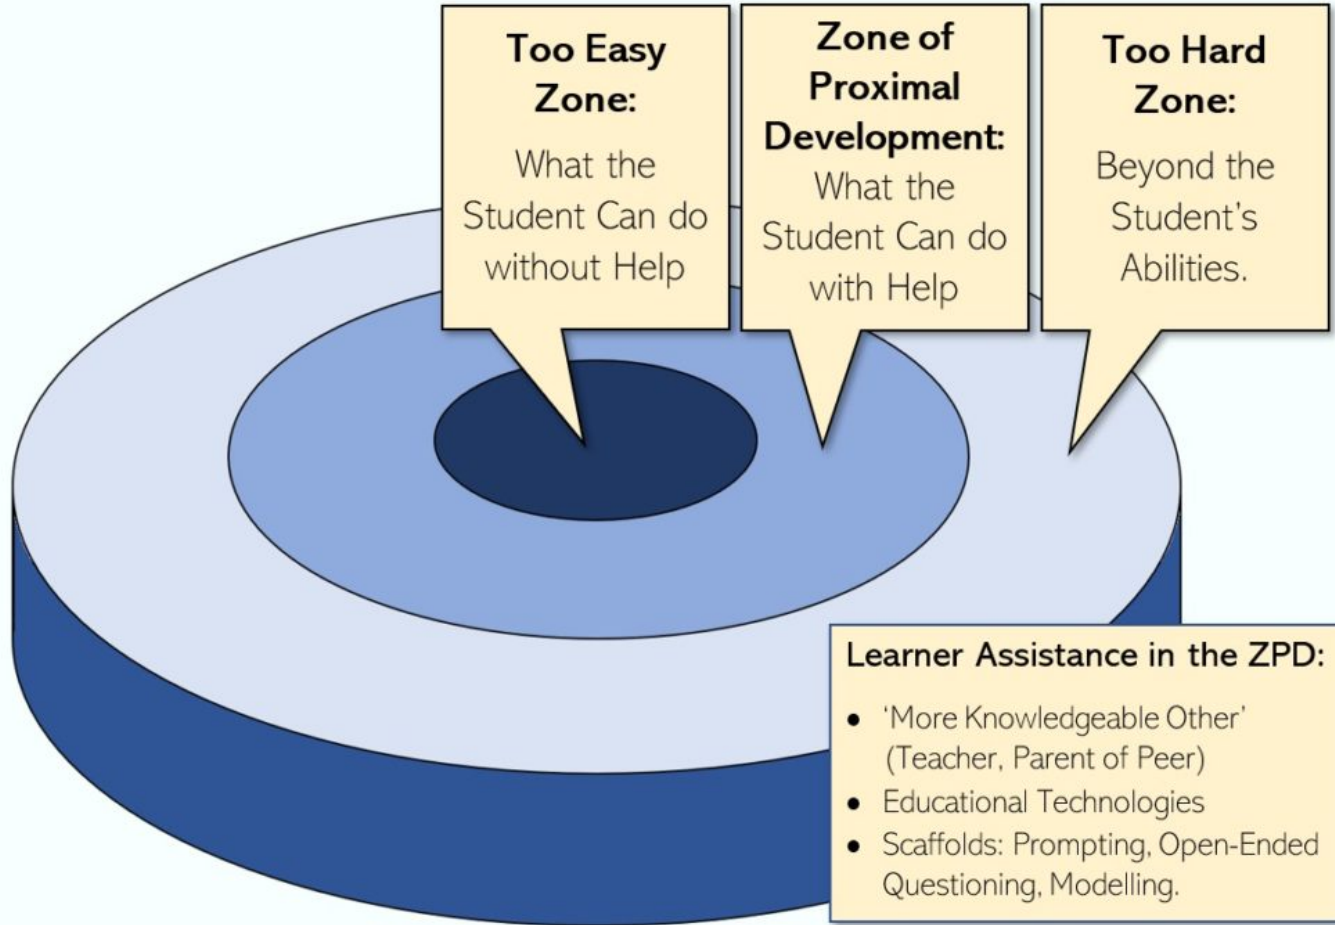 Too Easy
Zone:
What the
Student Can do
without Help
Zone of
Proximal
Development:
What the
Student Can do
with Help
Too Hard
Zone:
Beyond the
Student’s
Abilities.
Learner Assistance in the ZPD:
• ‘More Knowledgeable Other’
(Teacher, Parent of Peer)
• Educational Technologies
• Scaffolds: Prompting, Open-Ended
Questioning, Modelling.